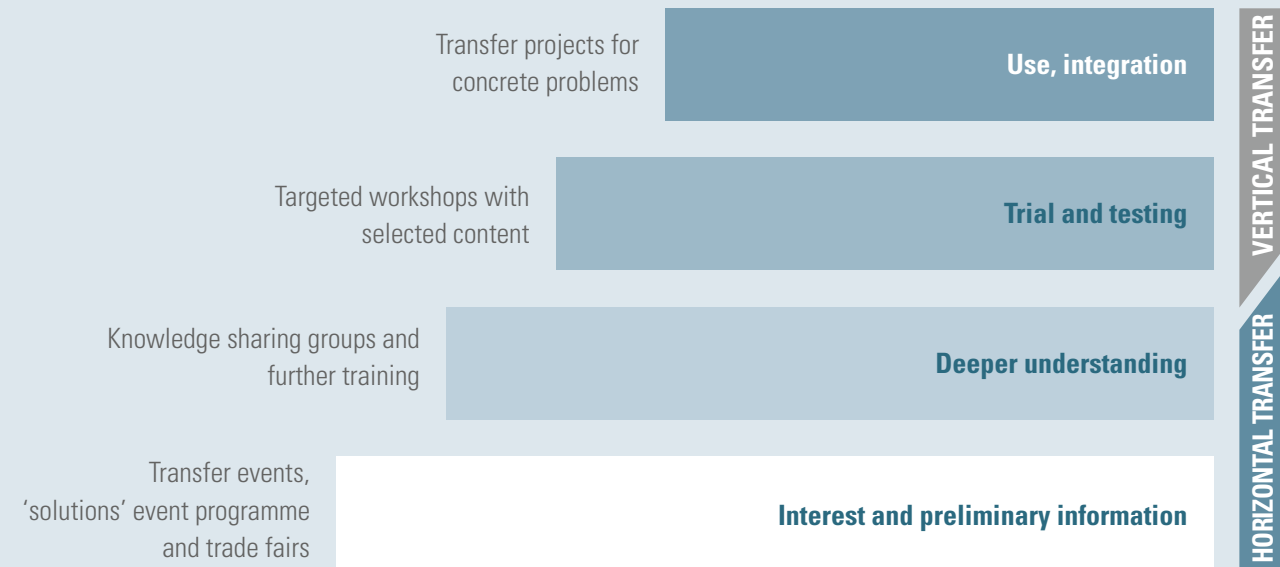 Transfer projects for
concrete problems
Use, integration
Targeted workshops with
selected content
Trial and testing
Knowledge sharing groups and
further training
Deeper understanding
Transfer events,
‘solutions’ event programme
and trade fairs
Interest and preliminary information
VERTICAL TRANSFER
HORIZONTAL TRANSFER